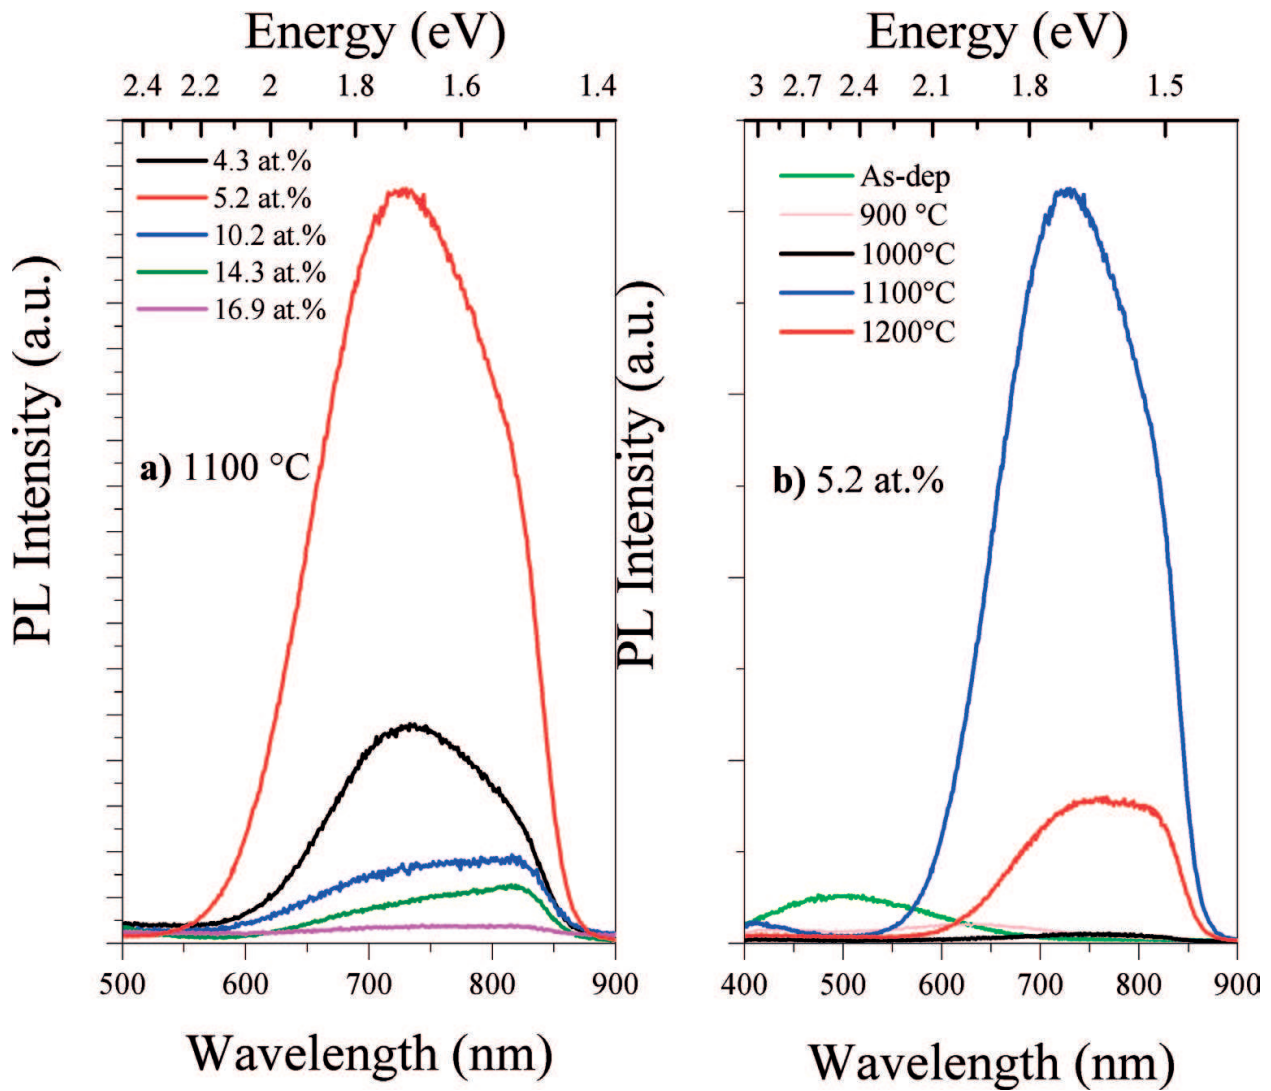 Energy (eV)
2.4 2.2 2 1.8 1.6 1.4
4.3 at.%
5.2 at.%
10.2 at.%
14.3 at.%
16.9 at.%
a) 1100 °C
PL Intensity (a.u.)
500 600 700 800 900
Wavelength (nm)
Energy (eV)
3 2.7 2.4 2.1 1.8 1.5
As-dep
900 °C
1000°C
1100°C
1200°C
b) 5.2 at.%
PL Intensity (a.u.)
400 500 600 700 800 900
Wavelength (nm)